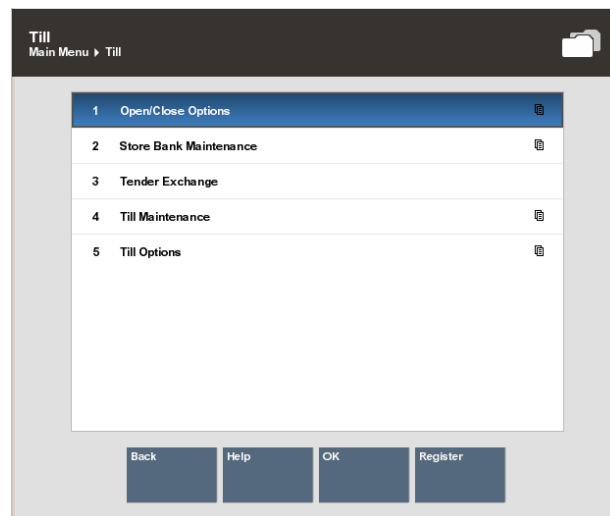 Till
Main Menu ▸ Till
1 Open/Close Options
2 Store Bank Maintenance
3 Tender Exchange
4 Till Maintenance
5 Till Options
Back Help OK Register